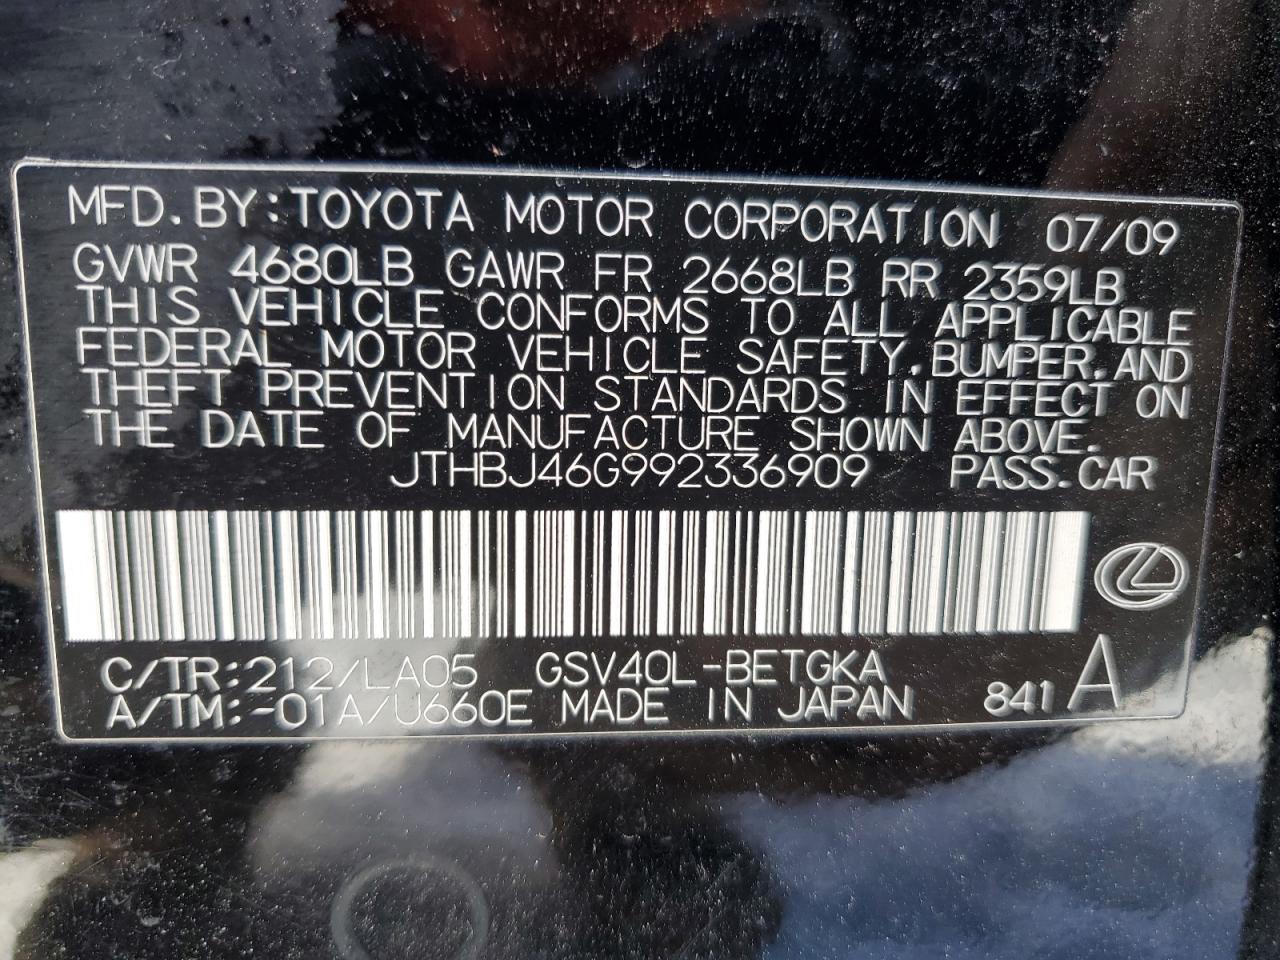 MFD.BY:TOYOTA MOTOR CORPORATION 07/09
GVWR 4680LB GAWR FR 2668LB RR 2359LB
THIS VEHICLE CONFORMS TO ALL APPLICABLE
FEDERAL MOTOR VEHICLE SAFETY.BUMPER.AND
THEFT PREVENTION STANDARDS IN EFFECT ON
THE DATE OF MANUFACTURE SHOWN ABOVE.
JTHBJ46G992336909 PASS.CAR
C/TR:212/LA05 GSV40L-BETGKA
A/TM:-01A/U660E MADE IN JAPAN 841 A